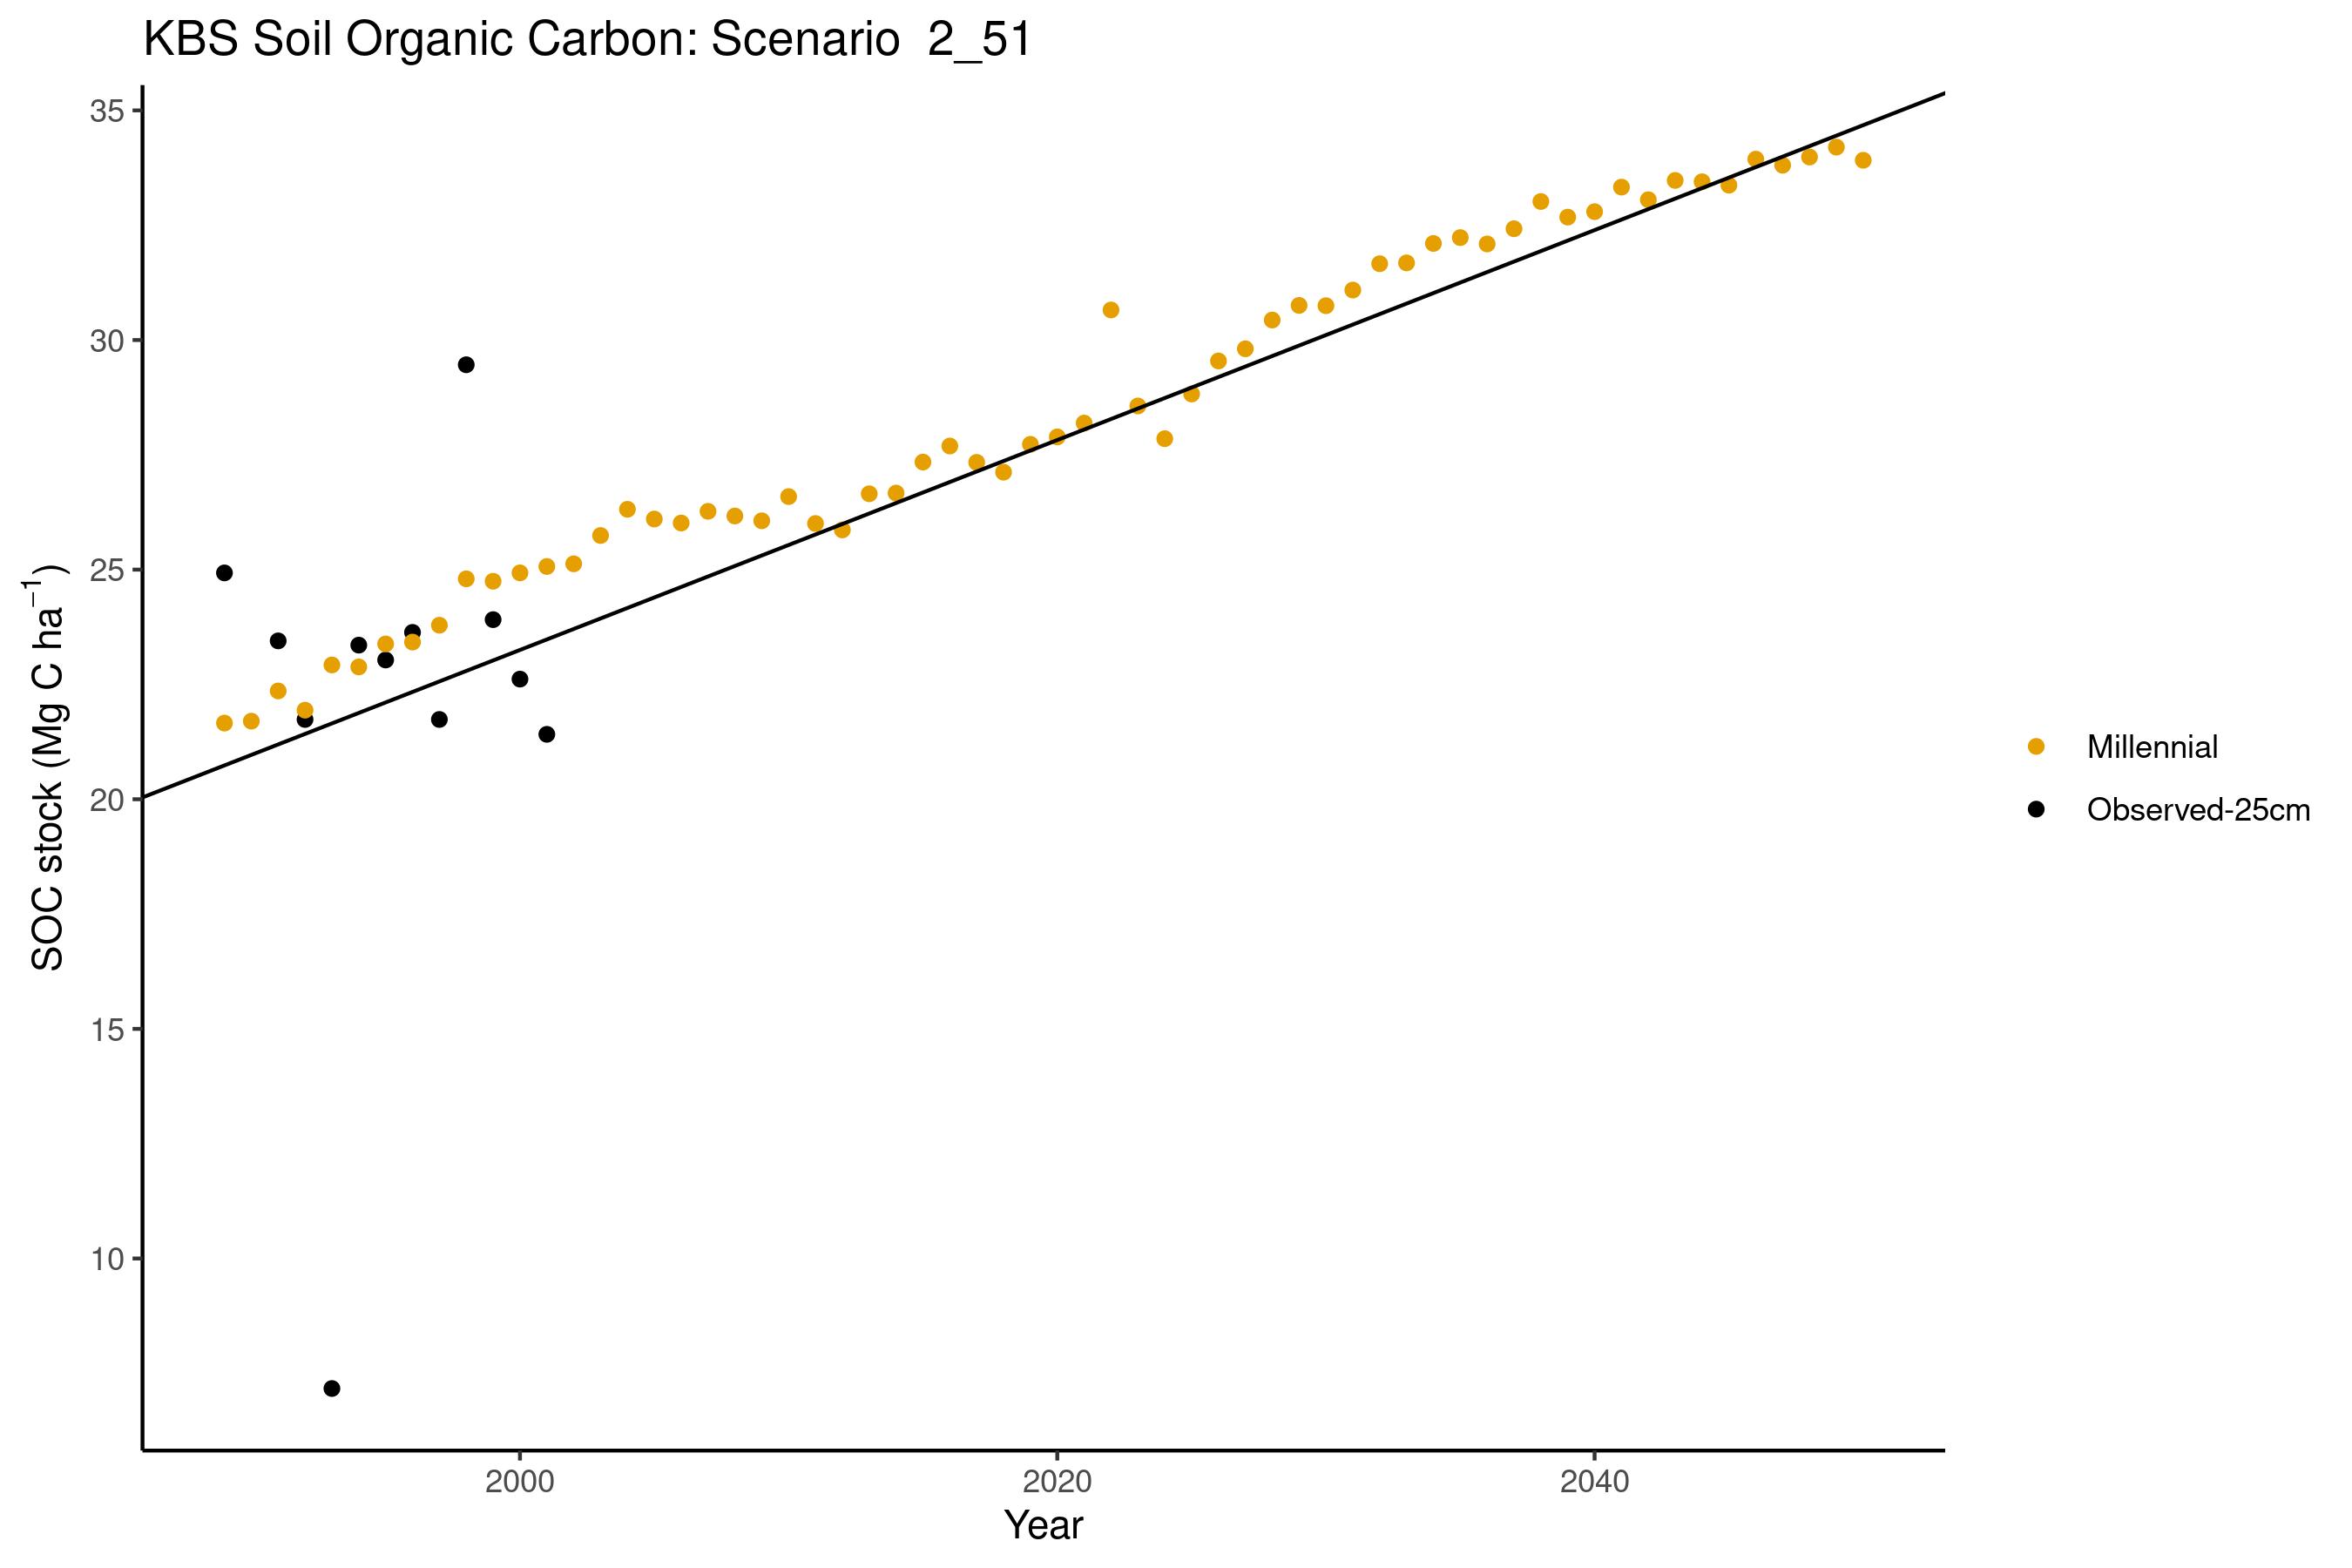 KBS Soil Organic Carbon: Scenario  2_51
35
30
25
20
15
10
SOC stock (Mg C ha⁻¹)
2000
2020
2040
Year
Millennial
Observed-25cm